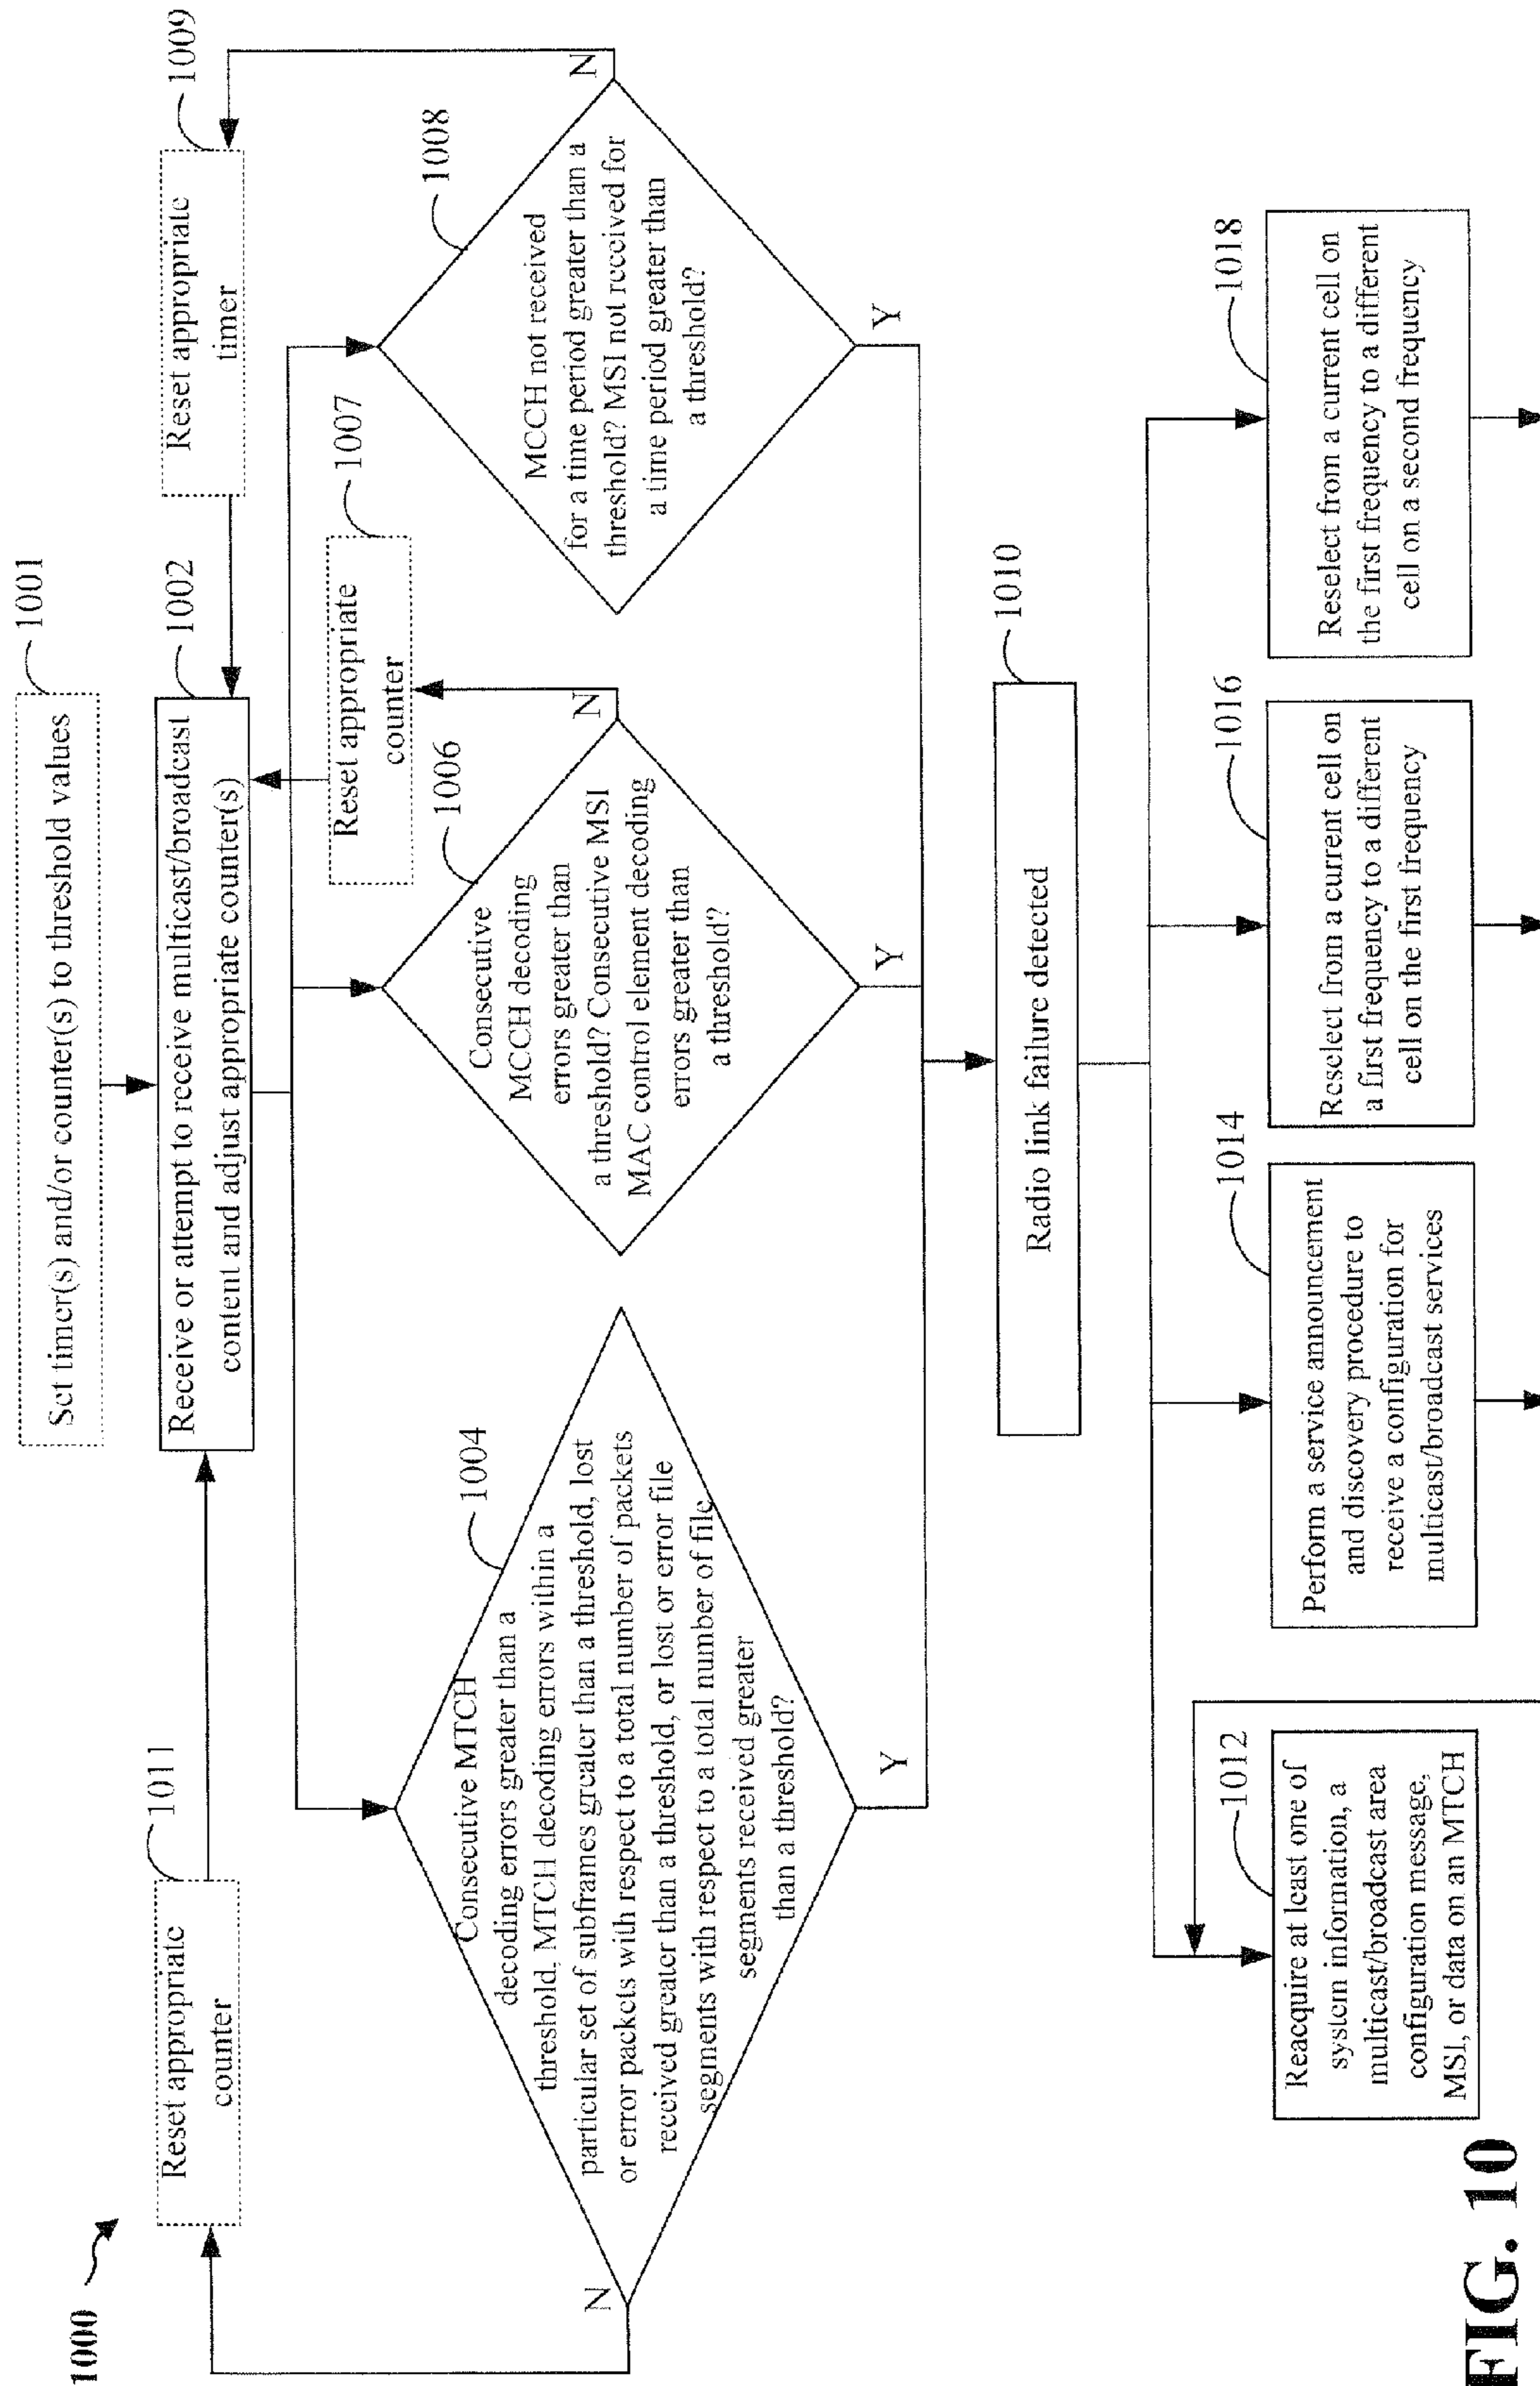 1000
Set timer(s) and/or counter(s) to threshold values
1001
Reset appropriate
counter
1011
Receive or attempt to receive multicast/broadcast
content and adjust appropriate counter(s)
1002
Reset appropriate
timer
1009
Consecutive MTCH
decoding errors greater than a
threshold, MTCH decoding errors within a
particular set of subframes greater than a threshold, lost
or error packets with respect to a total number of packets
received greater than a threshold, or lost or error file
segments with respect to a total number of file
segments received greater
than a threshold?
1004
N
Y
Reset appropriate
counter
1007
Consecutive
MCCH decoding
errors greater than
a threshold? Consecutive MSI
MAC control element decoding
errors greater than
a threshold?
1006
N
Y
MCCH not received
for a time period greater than a
threshold? MSI not received for
a time period greater than
a threshold?
1008
N
Y
Radio link failure detected
1010
Reacquire at least one of
system information, a
multicast/broadcast area
configuration message,
MSI, or data on an MTCH
1012
Perform a service announcement
and discovery procedure to
receive a configuration for
multicast/broadcast services
1014
Reselect from a current cell on
a first frequency to a different
cell on the first frequency
1016
Reselect from a current cell on
the first frequency to a different
cell on a second frequency
1018
FIG. 10